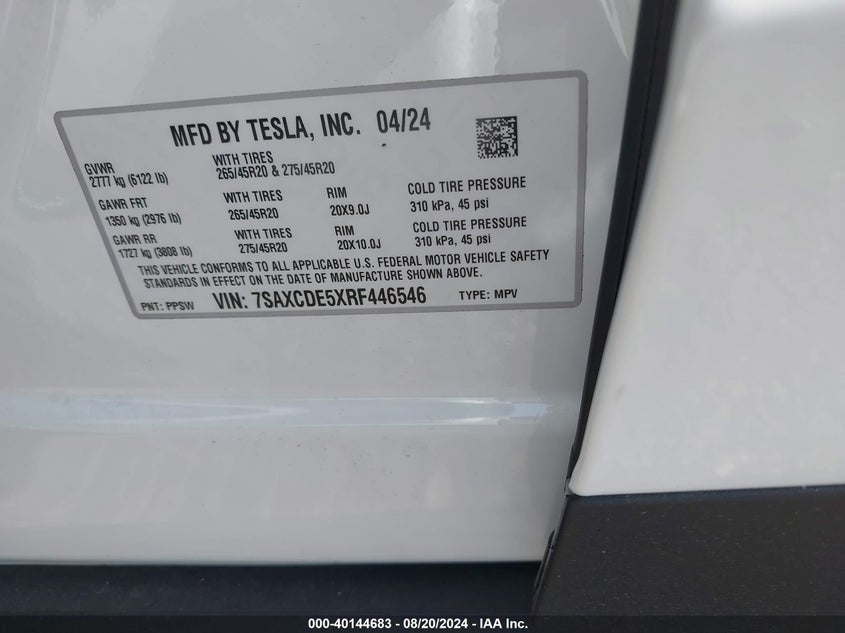 MFD BY TESLA, INC. 04/24
GVWR
2777 kg (6122 lb)
WITH TIRES
265/45R20 & 275/45R20
GAWR FRT
1350 kg (2976 lb)
WITH TIRES
265/45R20
RIM
20X9.0J
COLD TIRE PRESSURE
310 kPa, 45 psi
GAWR RR
1727 kg (3808 lb)
WITH TIRES
275/45R20
RIM
20X10.0J
COLD TIRE PRESSURE
310 kPa, 45 psi
THIS VEHICLE CONFORMS TO ALL APPLICABLE U.S. FEDERAL MOTOR VEHICLE SAFETY
STANDARDS IN EFFECT ON THE DATE OF MANUFACTURE SHOWN ABOVE.
PNT: PPSW VIN: 7SAXCDE5XRF446546 TYPE: MPV
000-40144683 - 08/20/2024 - IAA Inc.